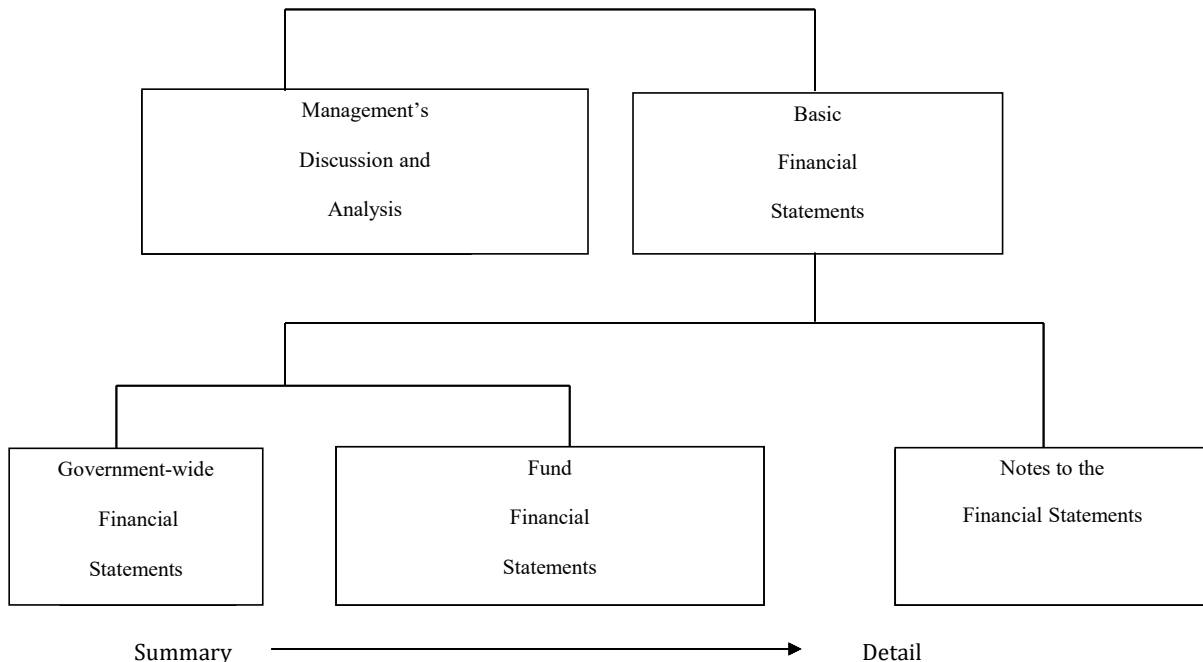 Management’s
Discussion and
Analysis
Basic
Financial
Statements
Government-wide
Financial
Statements
Fund
Financial
Statements
Notes to the
Financial Statements
Summary
Detail